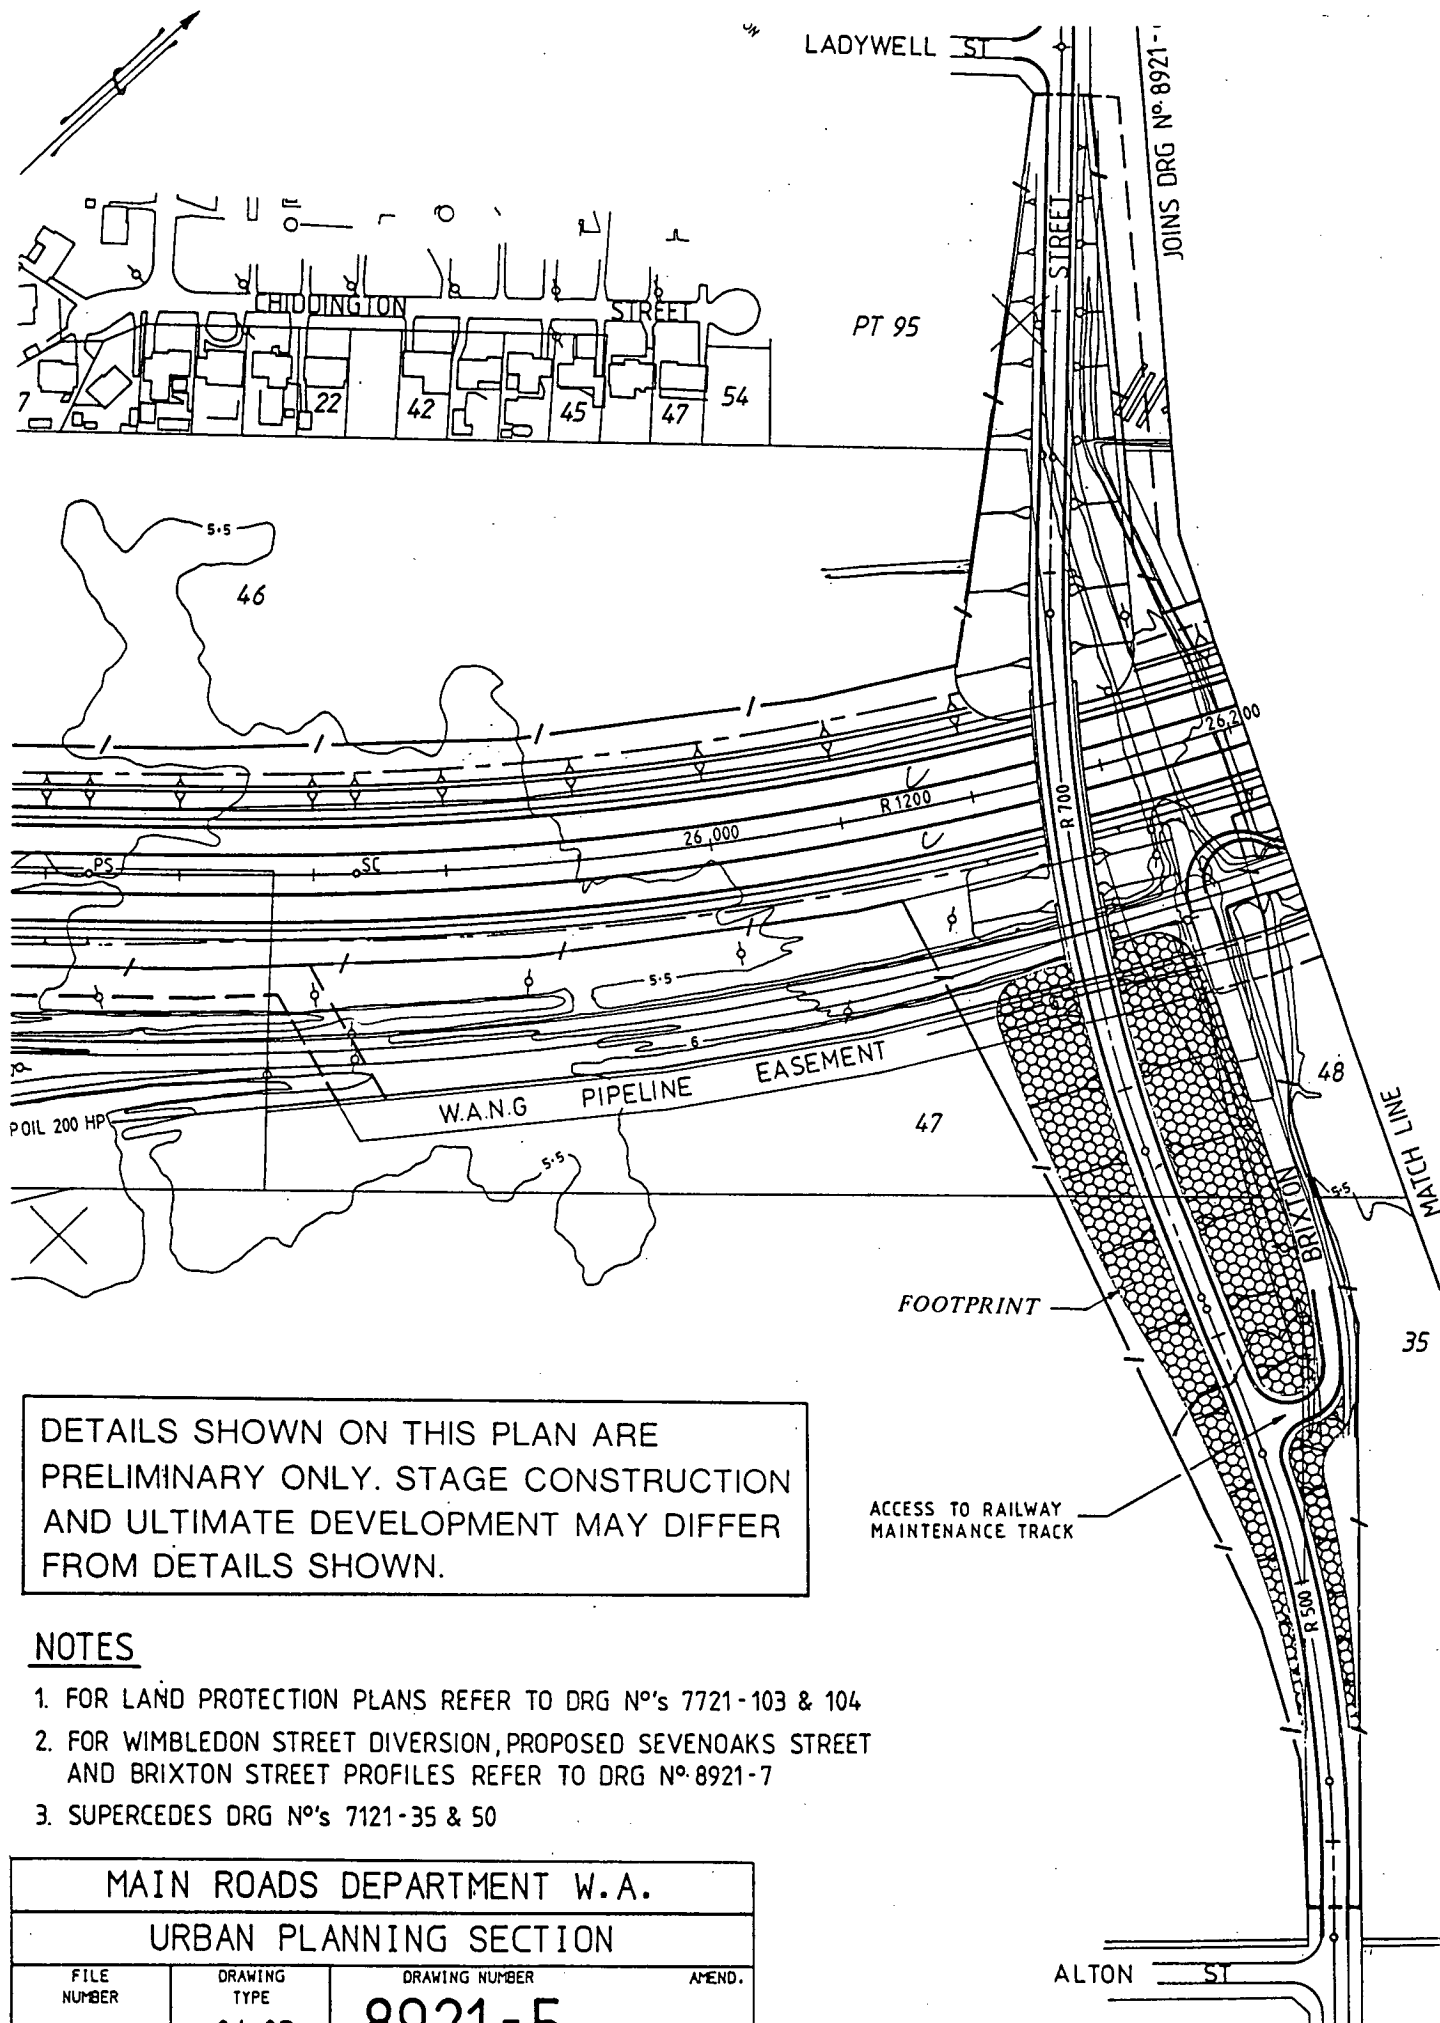 LADYWELL ST
JOINS DRG Nº 8921-
STREET
CHIDDINGTON STREET
PT 95
7
22
42
45
47
54
5·5
46
26,200
R 700
R 1200
26,000
PS
SC
5·5
6
W.A.N.G PIPELINE EASEMENT
48
47
P OIL 200 HP
MATCH LINE
5·5
5·5
BRIXTON
FOOTPRINT
35
DETAILS SHOWN ON THIS PLAN ARE
PRELIMINARY ONLY. STAGE CONSTRUCTION
AND ULTIMATE DEVELOPMENT MAY DIFFER
FROM DETAILS SHOWN.
ACCESS TO RAILWAY
MAINTENANCE TRACK
R 500
NOTES
1. FOR LAND PROTECTION PLANS REFER TO DRG Nº's 7721-103 & 104
2. FOR WIMBLEDON STREET DIVERSION, PROPOSED SEVENOAKS STREET
AND BRIXTON STREET PROFILES REFER TO DRG Nº 8921-7
3. SUPERCEDES DRG Nº's 7121-35 & 50
MAIN ROADS DEPARTMENT W.A.
URBAN PLANNING SECTION
FILE
NUMBER
DRAWING
TYPE
DRAWING NUMBER
AMEND.
8921-5
ALTON ST